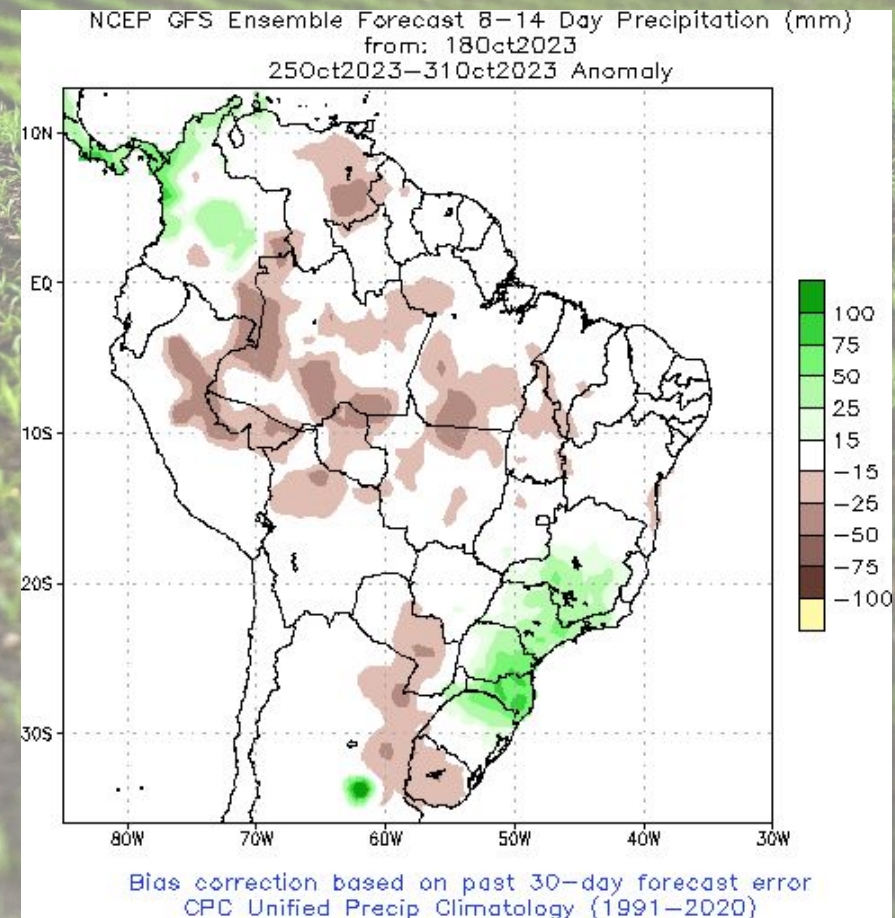 NCEP GFS Ensemble Forecast 8-14 Day Precipitation (mm)
from: 18Oct2023
25Oct2023-31Oct2023 Anomaly
10N
EQ
10S
20S
30S
80W
70W
60W
50W
40W
30W
100
75
50
25
15
-15
-25
-50
-75
-100
Bias correction based on past 30-day forecast error
CPC Unified Precip Climatology (1991-2020)